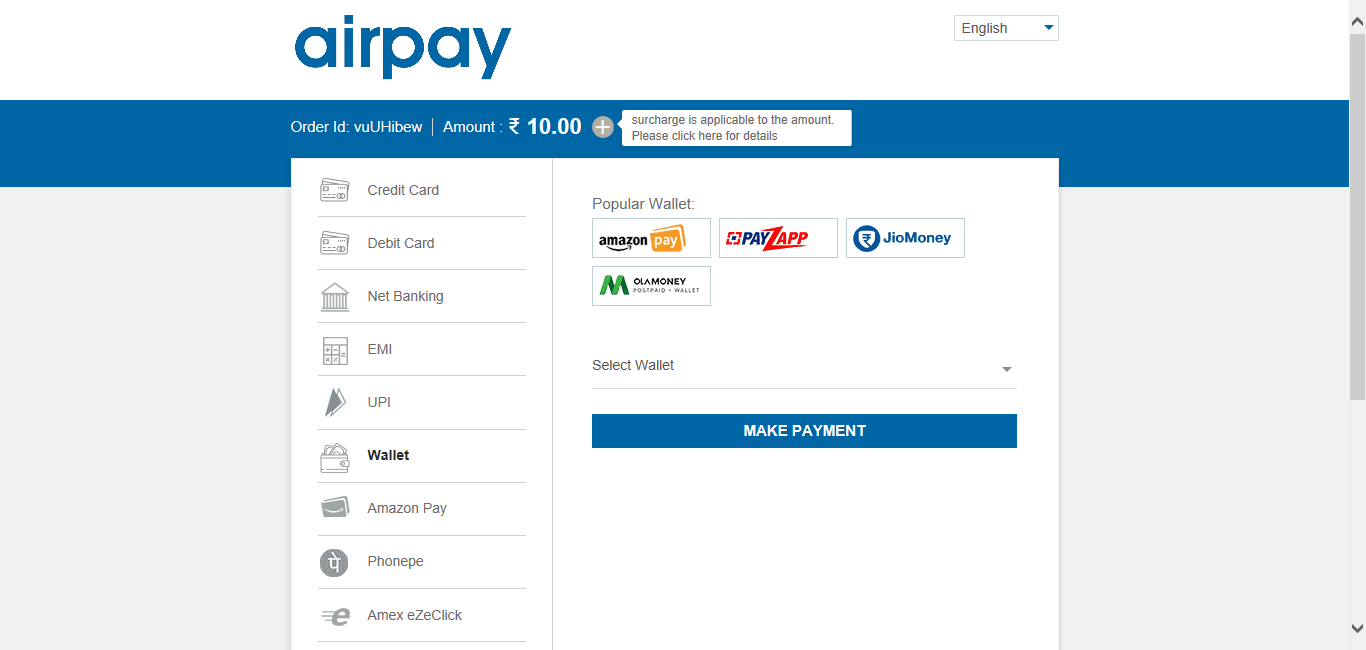 airpay
English
Order Id: vuUHibew Amount : ₹ 10.00
surcharge is applicable to the amount.
Please click here for details
Credit Card
Debit Card
Net Banking
EMI
UPI
Wallet
Amazon Pay
Phonepe
Amex eZeClick
Popular Wallet:
amazon pay
PAYZAPP
JioMoney
OLAMONEY
POSTPAID + WALLET
Select Wallet
MAKE PAYMENT